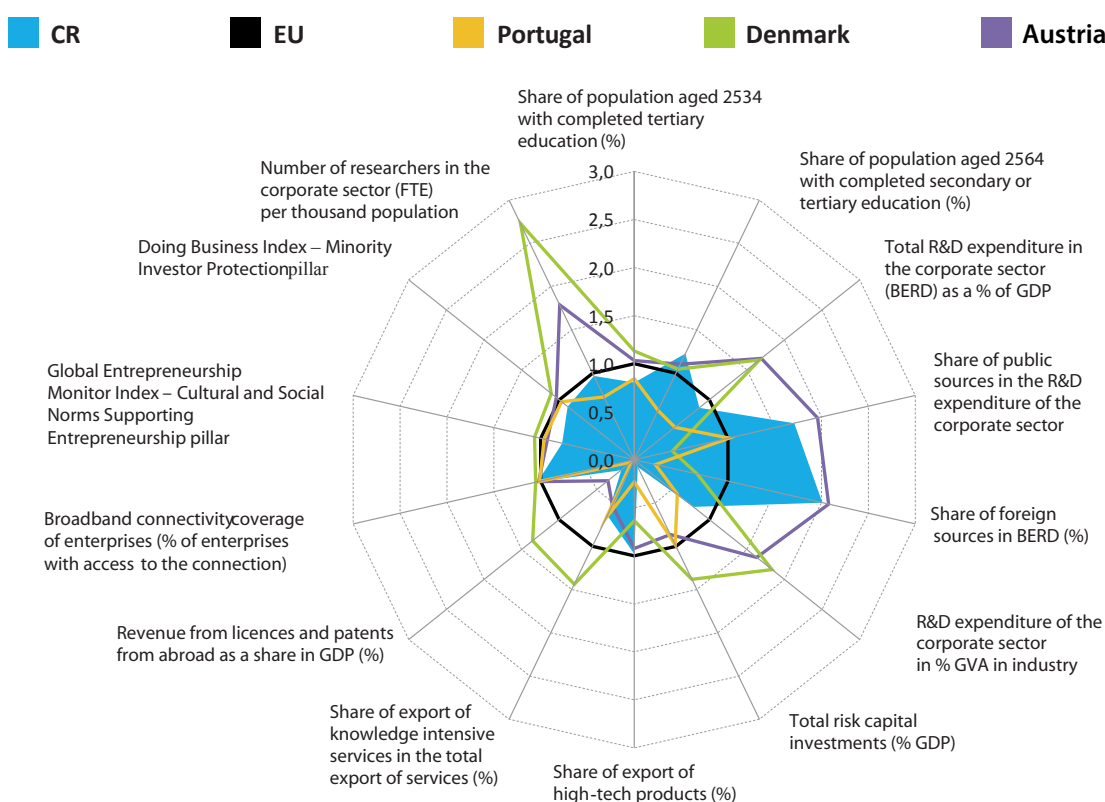 CR
EU
Portugal
Denmark
Austria
Share of population aged 2534
with completed tertiary
education (%)
Share of population aged 2564
with completed secondary or
tertiary education (%)
Total R&D expenditure in
the corporate sector
(BERD) as a % of GDP
Share of public
sources in the R&D
expenditure of the
corporate sector
Share of foreign
sources in BERD (%)
R&D expenditure of the
corporate sector
in % GVA in industry
Total risk capital
investments (% GDP)
Share of export of
high-tech products (%)
Share of export of
knowledge intensive
services in the total
export of services (%)
Revenue from licences and patents
from abroad as a share in GDP (%)
Broadband connectivitycoverage
of enterprises (% of enterprises
with access to the connection)
Global Entrepreneurship
Monitor Index – Cultural and Social
Norms Supporting
Entrepreneurship pillar
Doing Business Index – Minority
Investor Protectionpillar
Number of researchers in the
corporate sector (FTE)
per thousand population
3,0
2,5
2,0
1,5
1,0
0,5
0,0